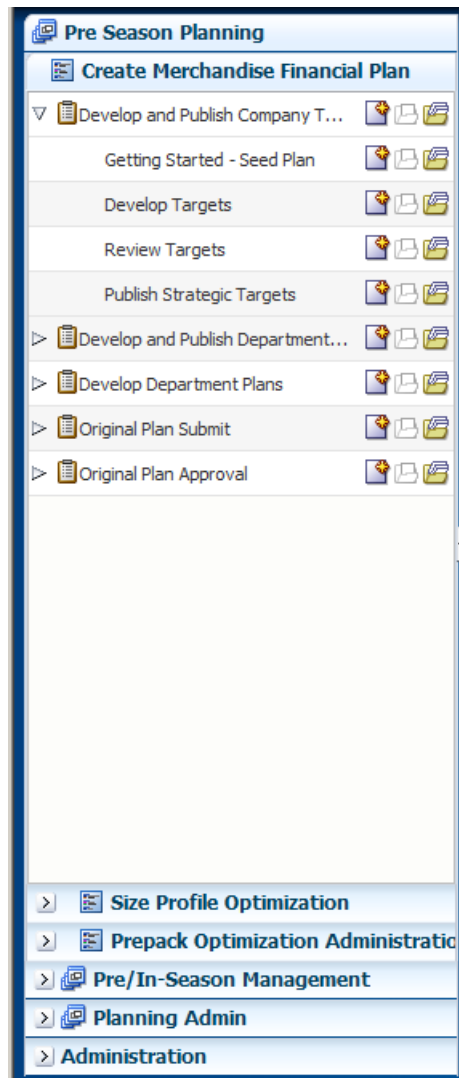 Pre Season Planning
Create Merchandise Financial Plan
Develop and Publish Company T...
Getting Started - Seed Plan
Develop Targets
Review Targets
Publish Strategic Targets
Develop and Publish Department...
Develop Department Plans
Original Plan Submit
Original Plan Approval
Size Profile Optimization
Prepack Optimization Administratio
Pre/In-Season Management
Planning Admin
Administration